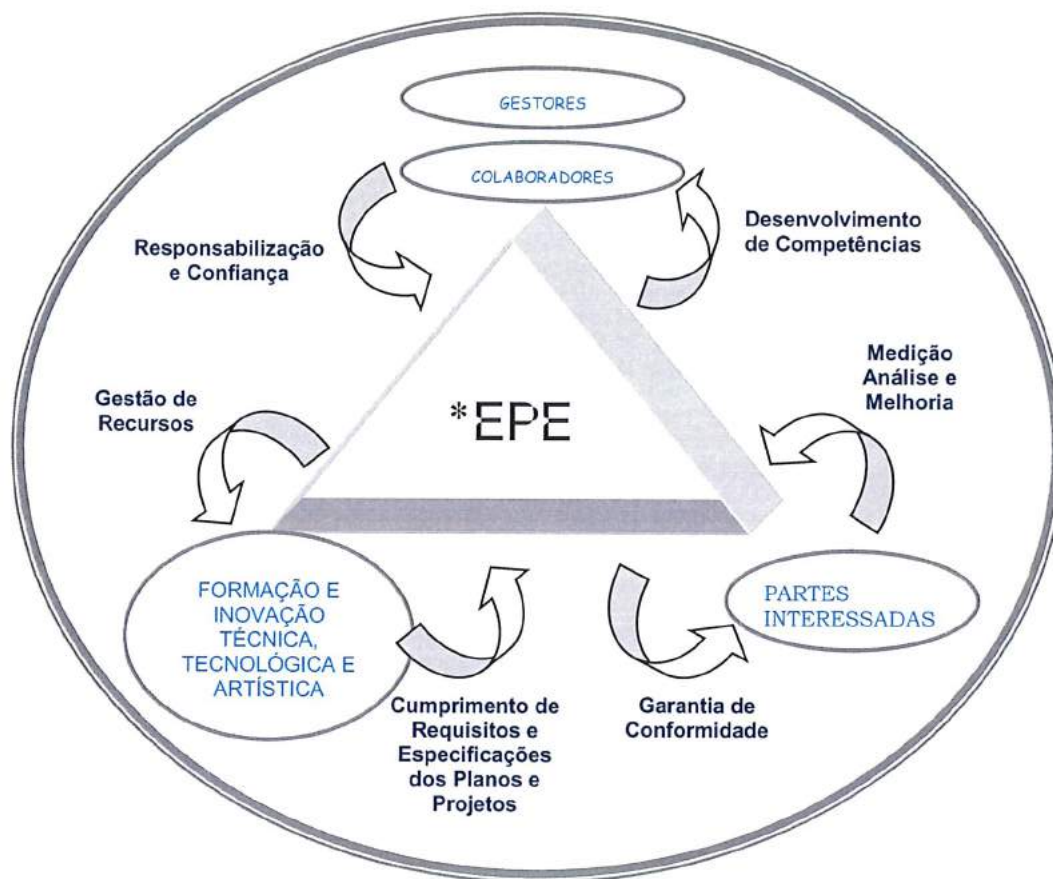 GESTORES
COLABORADORES
Responsabilização
e Confiança
Desenvolvimento
de Competências
Gestão de
Recursos
Medição
Análise e
Melhoria
*EPE
FORMAÇÃO E
INOVAÇÃO
TÉCNICA,
TECNOLÓGICA E
ARTÍSTICA
PARTES
INTERESSADAS
Cumprimento de
Requisitos e
Especificações
dos Planos e
Projetos
Garantia de
Conformidade